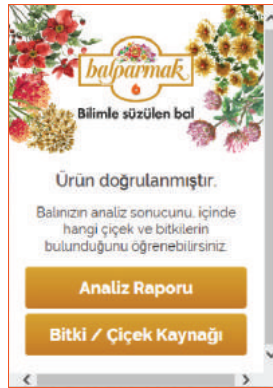 balparmak
Bilimle süzülen bal
Ürün doğrulanmıştır.
Balınızın analiz sonucunu, içinde
hangi çiçek ve bitkilerin
bulunduğunu öğrenebilirsiniz.
Analiz Raporu
Bitki / Çiçek Kaynağı